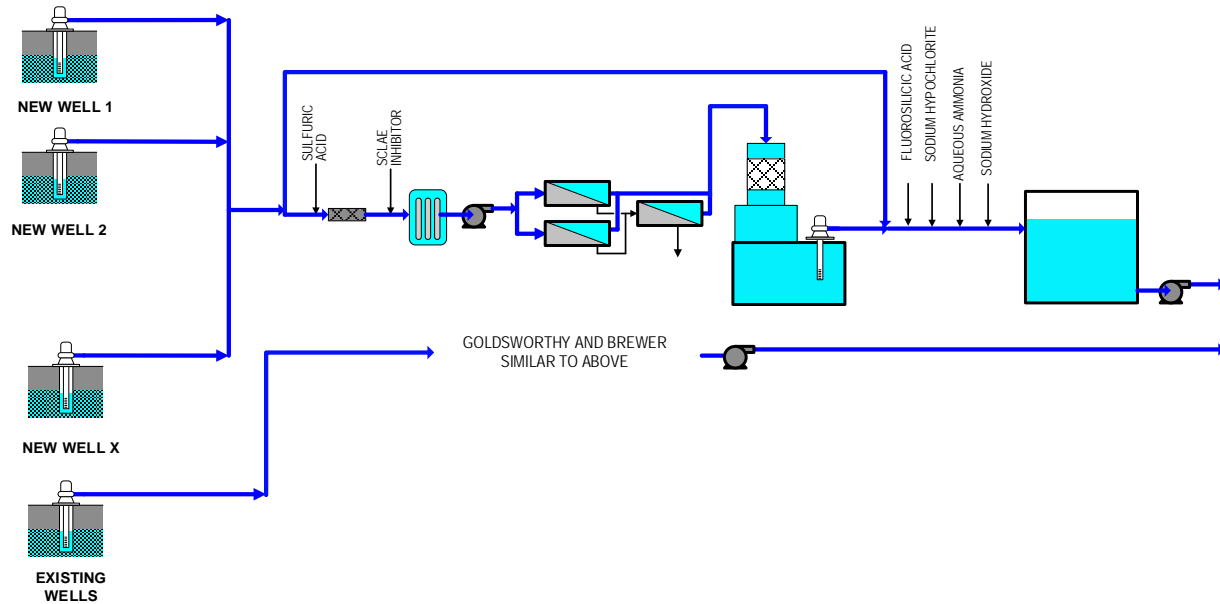 NEW WELL 1
NEW WELL 2
NEW WELL X
EXISTING
WELLS
SULFURIC
ACID
SCLAE
INHIBITOR
FLUOROSILICIC ACID
SODIUM HYPOCHLORITE
AQUEOUS AMMONIA
SODIUM HYDROXIDE
GOLDSWORTHY AND BREWER
SIMILAR TO ABOVE